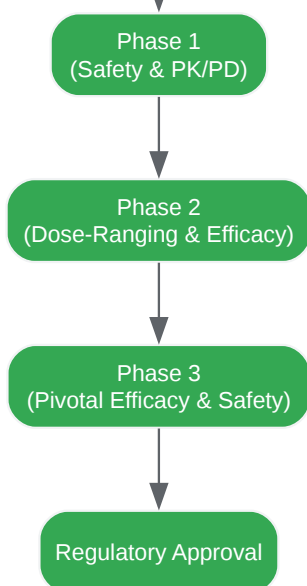 Phase 1
(Safety & PK/PD)
Phase 2
(Dose-Ranging & Efficacy)
Phase 3
(Pivotal Efficacy & Safety)
Regulatory Approval